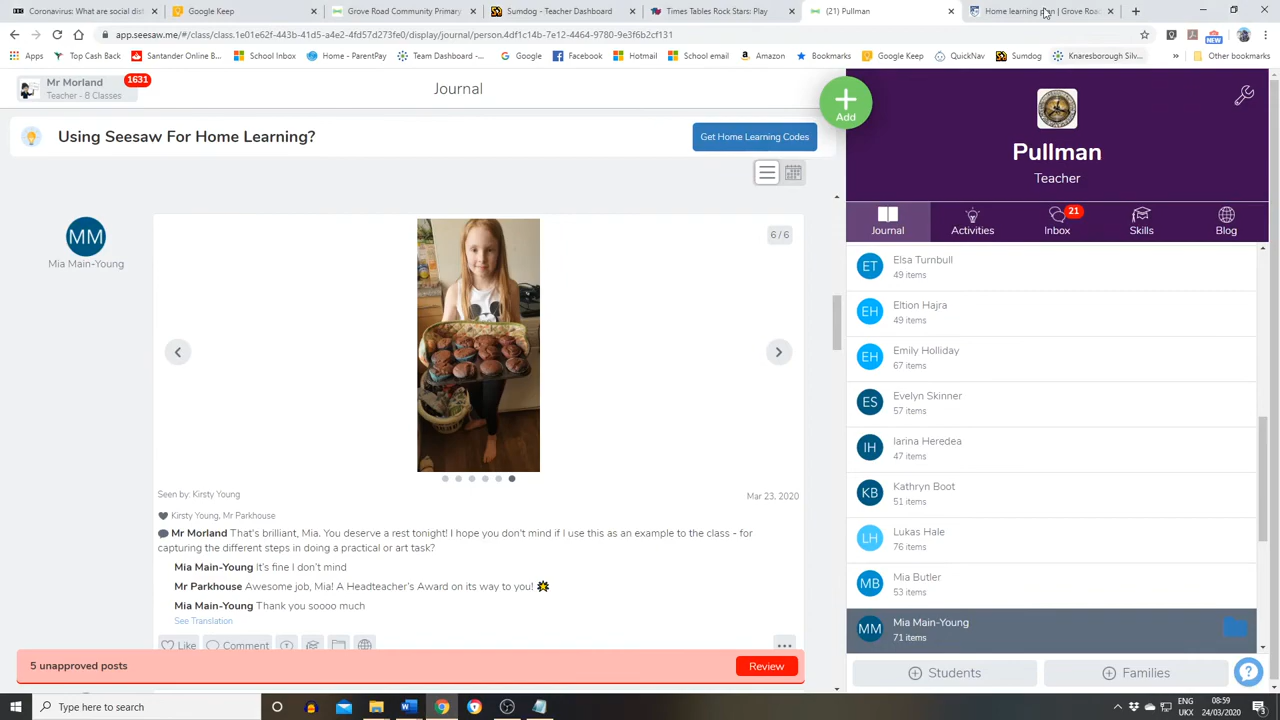 Coronavirus: What are social dist
Google Keep
Grove Road Community Primary
Sumdog - Teacher Dashboard
Times Tables Rock Stars: Play
(21) Pullman
Home learning plan | Grove Road
app.seesaw.me/#/class/class.1e01e62f-443b-41d5-a4e2-4fd57d273fe0/display/journal/person.4df1c14b-7e12-4464-9780-9e3f6b2cf131
NEW
Apps
Top Cash Back
Santander Online B...
School Inbox
Home - ParentPay
Team Dashboard -...
Google
Facebook
Hotmail
School email
Amazon
Bookmarks
Google Keep
QuickNav
Sumdog
Knaresborough Silv...
»
Other bookmarks
Mr Morland
Teacher - 8 Classes
1631
Journal
Add
Using Seesaw For Home Learning?
Get Home Learning Codes
MM
Mia Main-Young
6 / 6
Seen by: Kirsty Young
Mar 23, 2020
Kirsty Young, Mr Parkhouse
Mr Morland That's brilliant, Mia. You deserve a rest tonight! I hope you don't mind if I use this as an example to the class - for
capturing the different steps in doing a practical or art task?
Mia Main-Young It's fine I don't mind
Mr Parkhouse Awesome job, Mia! A Headteacher's Award on its way to you!
Mia Main-Young Thank you soooo much
See Translation
Like
Comment
5 unapproved posts
Review
Pullman
Teacher
Journal
Activities
Inbox
21
Skills
Blog
ET
Elsa Turnbull
49 items
EH
Eltion Hajra
49 items
EH
Emily Holliday
67 items
ES
Evelyn Skinner
57 items
IH
Iarina Heredea
47 items
KB
Kathryn Boot
51 items
LH
Lukas Hale
76 items
MB
Mia Butler
53 items
MM
Mia Main-Young
71 items
Students
Families
?
Type here to search
ENG
UKX
08:59
24/03/2020
3